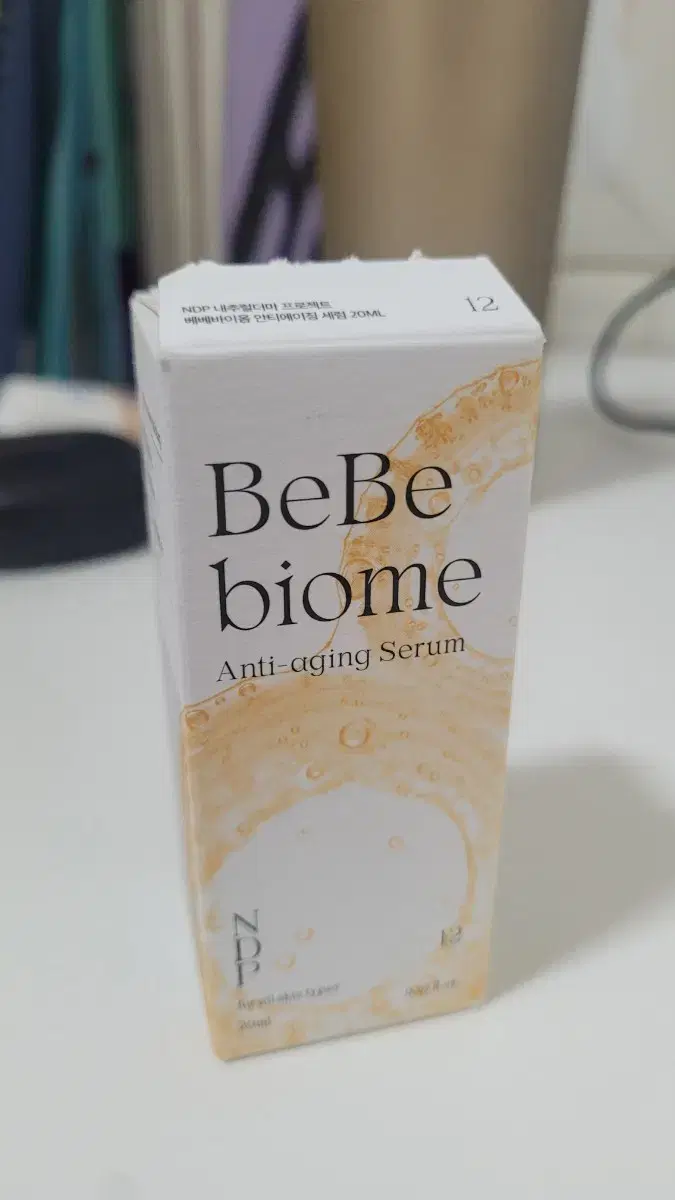 NDP 내추럴더마 프로젝트
베베바이옴 안티에이징 세럼 20ML
12
BeBe
biome
Anti-aging Serum
NDP
12
20ml